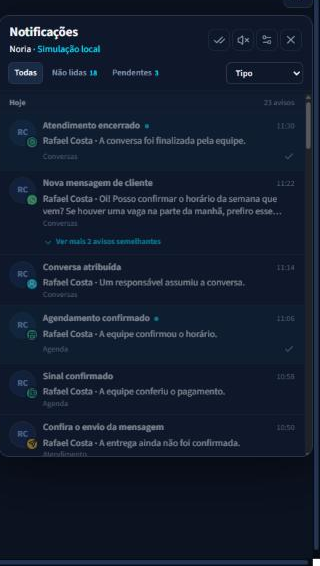 Notificações
Noria · Simulação local
Todas
Não lidas 18
Pendentes 3
Tipo
Hoje
23 avisos
RC
Atendimento encerrado
11:30
Rafael Costa · A conversa foi finalizada pela equipe.
Conversas
RC
Nova mensagem de cliente
11:22
Rafael Costa · Oi! Posso confirmar o horário da semana que
vem? Se houver uma vaga na parte da manhã, prefiro esse...
Conversas
Ver mais 2 avisos semelhantes
RC
Conversa atribuída
11:14
Rafael Costa · Um responsável assumiu a conversa.
Conversas
RC
Agendamento confirmado
11:06
Rafael Costa · A equipe confirmou o horário.
Agenda
RC
Sinal confirmado
10:58
Rafael Costa · A equipe conferiu o pagamento.
Agenda
RC
Confira o envio da mensagem
10:50
Rafael Costa · A entrega ainda não foi confirmada.
Atendimento